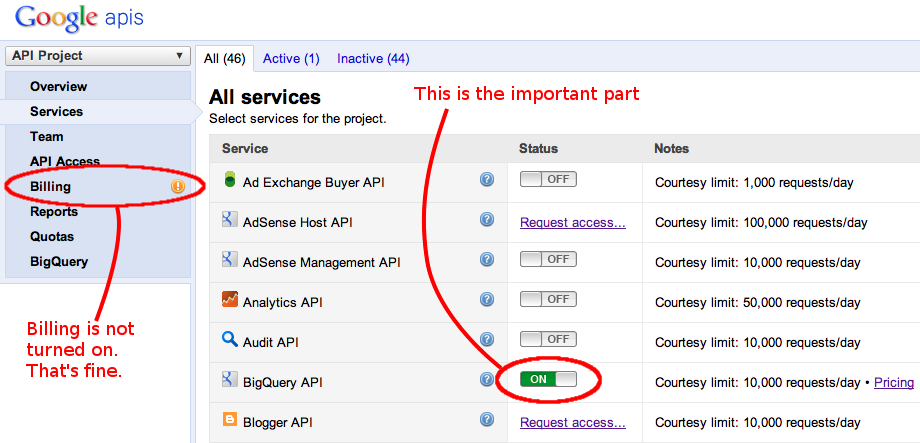 Google apis
API Project
All (46) Active (1) Inactive (44)
Overview
Services
Team
API Access
Billing
Reports
Quotas
BigQuery
Billing is not
turned on.
That's fine.
This is the important part
All services
Select services for the project.
Service Status Notes
Ad Exchange Buyer API ? OFF Courtesy limit: 1,000 requests/day
AdSense Host API ? Request access... Courtesy limit: 100,000 requests/day
AdSense Management API ? OFF Courtesy limit: 10,000 requests/day
Analytics API ? OFF Courtesy limit: 50,000 requests/day
Audit API ? OFF Courtesy limit: 10,000 requests/day
BigQuery API ? ON Courtesy limit: 10,000 requests/day • Pricing
Blogger API ? Request access... Courtesy limit: 10,000 requests/day